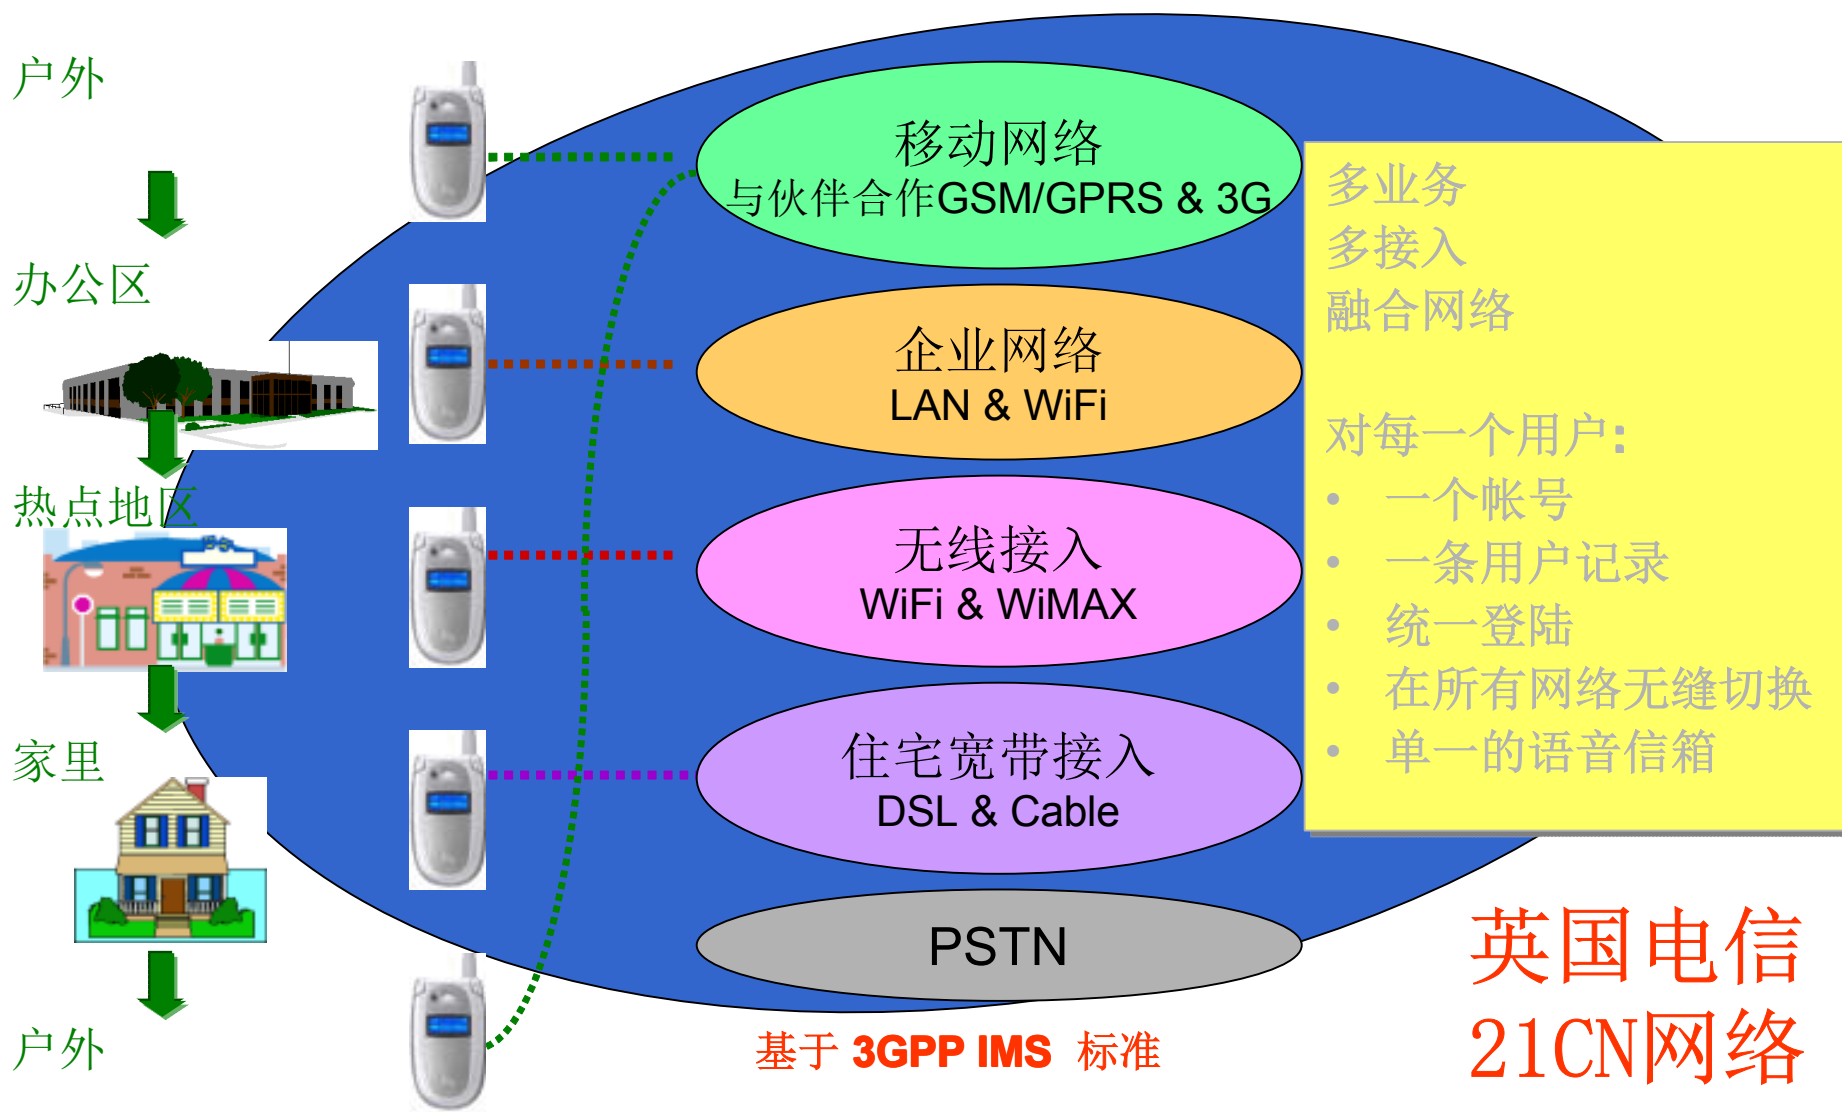 户外
办公区
热点地区
家里
户外
移动网络
与伙伴合作GSM/GPRS & 3G
企业网络
LAN & WiFi
无线接入
WiFi & WiMAX
住宅宽带接入
DSL & Cable
PSTN
基于 3GPP IMS 标准
多业务
多接入
融合网络
对每一个用户:
• 一个帐号
• 一条用户记录
• 统一登陆
• 在所有网络无缝切换
• 单一的语音信箱
英国电信
21CN网络